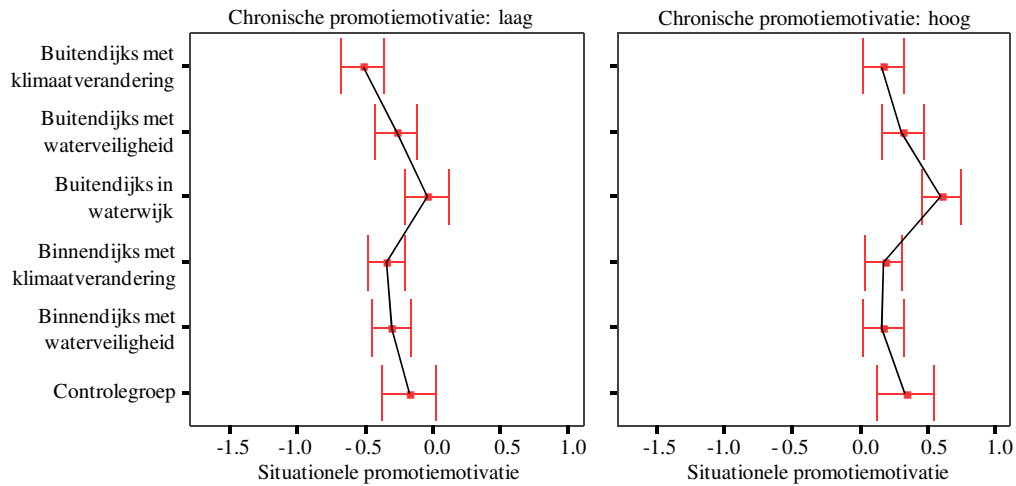 Chronische promotiemotivatie: laag
Chronische promotiemotivatie: hoog
Buitendijks met
klimaatverandering
Buitendijks met
waterveiligheid
Buitendijks in
waterwijk
Binnendijks met
klimaatverandering
Binnendijks met
waterveiligheid
Controlegroep
-1.5 -1.0 -0.5 0.0 0.5 1.0
-1.5 -1.0 -0.5 0.0 0.5 1.0
Situationele promotiemotivatie
Situationele promotiemotivatie